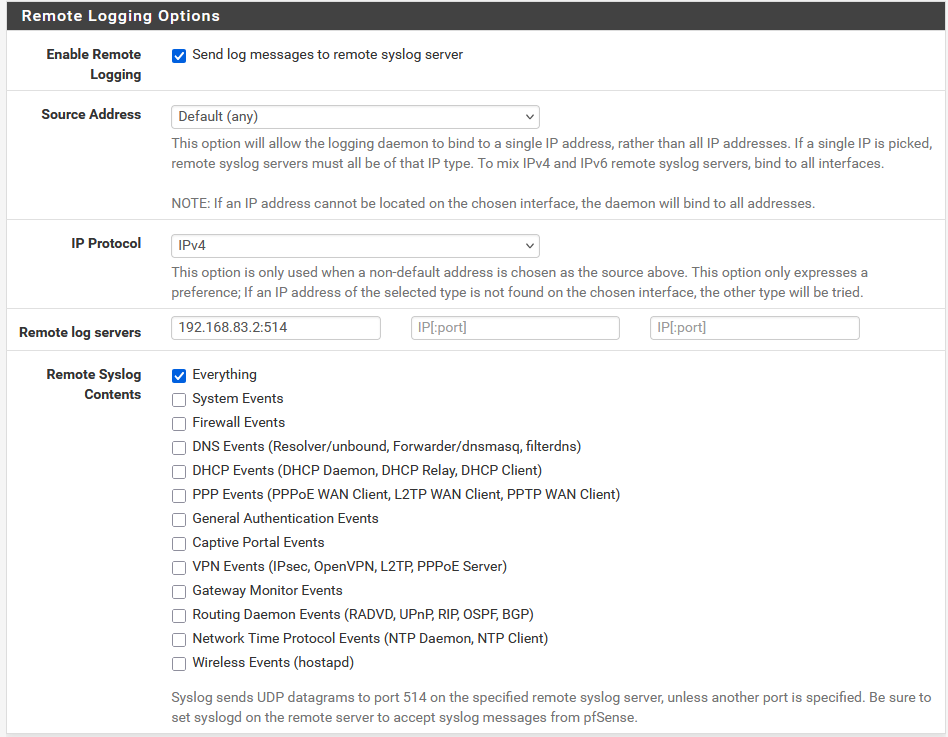 Remote Logging Options
Enable Remote Logging
Send log messages to remote syslog server
Source Address
Default (any)
This option will allow the logging daemon to bind to a single IP address, rather than all IP addresses. If a single IP is picked,
remote syslog servers must all be of that IP type. To mix IPv4 and IPv6 remote syslog servers, bind to all interfaces.
NOTE: If an IP address cannot be located on the chosen interface, the daemon will bind to all addresses.
IP Protocol
IPv4
This option is only used when a non-default address is chosen as the source above. This option only expresses a
preference; If an IP address of the selected type is not found on the chosen interface, the other type will be tried.
Remote log servers
192.168.83.2:514
IP[:port]
IP[:port]
Remote Syslog
Contents
Everything
System Events
Firewall Events
DNS Events (Resolver/unbound, Forwarder/dnsmasq, filterdns)
DHCP Events (DHCP Daemon, DHCP Relay, DHCP Client)
PPP Events (PPPoE WAN Client, L2TP WAN Client, PPTP WAN Client)
General Authentication Events
Captive Portal Events
VPN Events (IPsec, OpenVPN, L2TP, PPPoE Server)
Gateway Monitor Events
Routing Daemon Events (RADVD, UPnP, RIP, OSPF, BGP)
Network Time Protocol Events (NTP Daemon, NTP Client)
Wireless Events (hostapd)
Syslog sends UDP datagrams to port 514 on the specified remote syslog server, unless another port is specified. Be sure to
set syslogd on the remote server to accept syslog messages from pfSense.